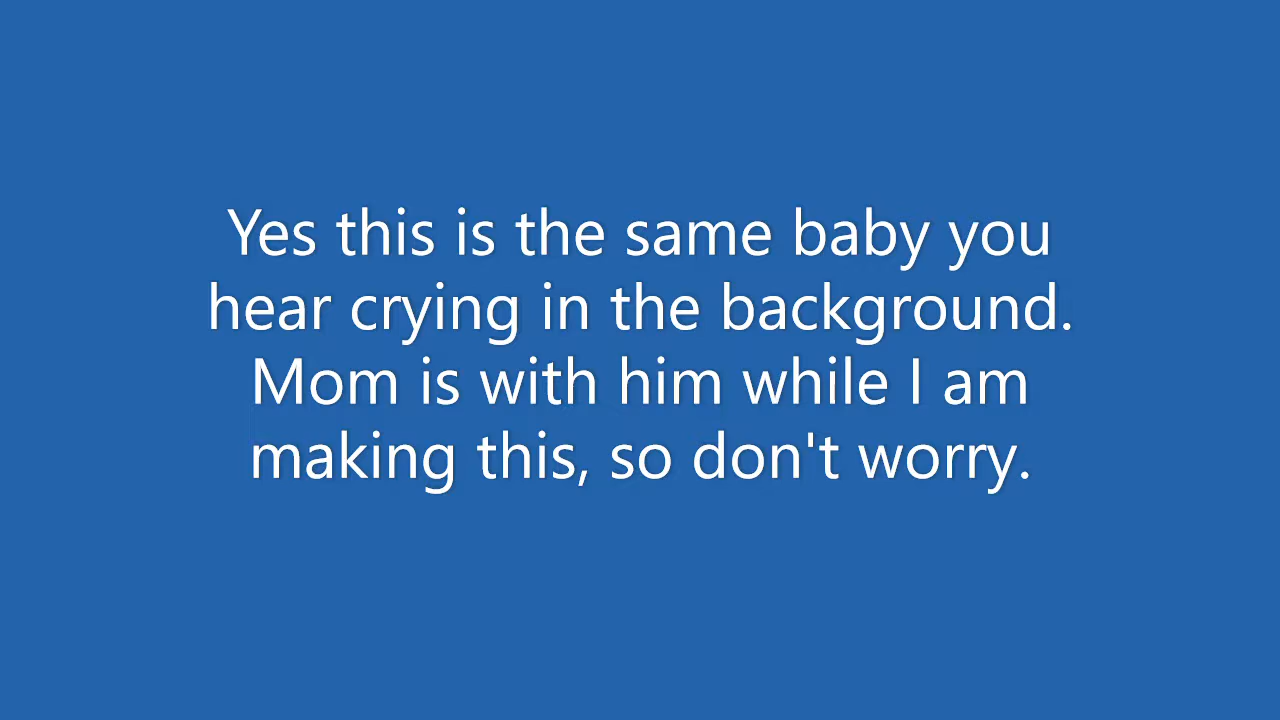 Yes this is the same baby you
hear crying in the background.
Mom is with him while I am
making this, so don't worry.